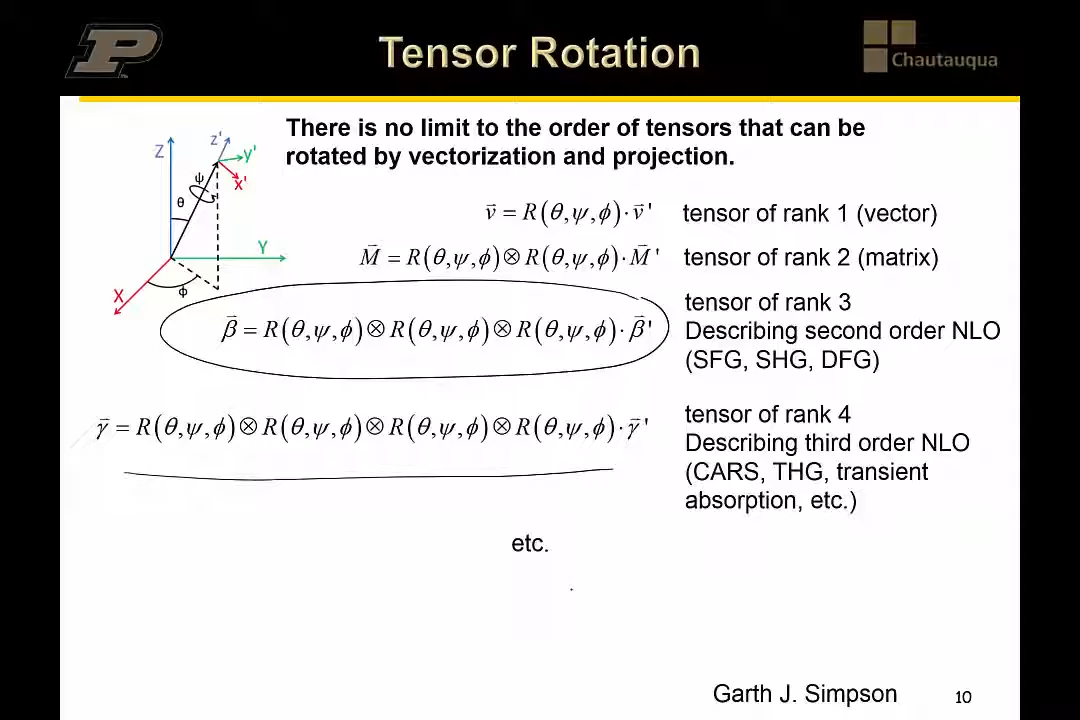 Tensor Rotation
Chautauqua
There is no limit to the order of tensors that can be
rotated by vectorization and projection.
Z
z'
y'
x'
ψ
θ
Y
X
ϕ
v⃗ = R(θ,ψ,ϕ)·v⃗' tensor of rank 1 (vector)
M⃗ = R(θ,ψ,ϕ)⊗R(θ,ψ,ϕ)·M⃗' tensor of rank 2 (matrix)
tensor of rank 3
β⃗ = R(θ,ψ,ϕ)⊗R(θ,ψ,ϕ)⊗R(θ,ψ,ϕ)·β⃗' Describing second order NLO
(SFG, SHG, DFG)
tensor of rank 4
γ⃗ = R(θ,ψ,ϕ)⊗R(θ,ψ,ϕ)⊗R(θ,ψ,ϕ)⊗R(θ,ψ,ϕ)·γ⃗' Describing third order NLO
(CARS, THG, transient
absorption, etc.)
etc.
Garth J. Simpson 10